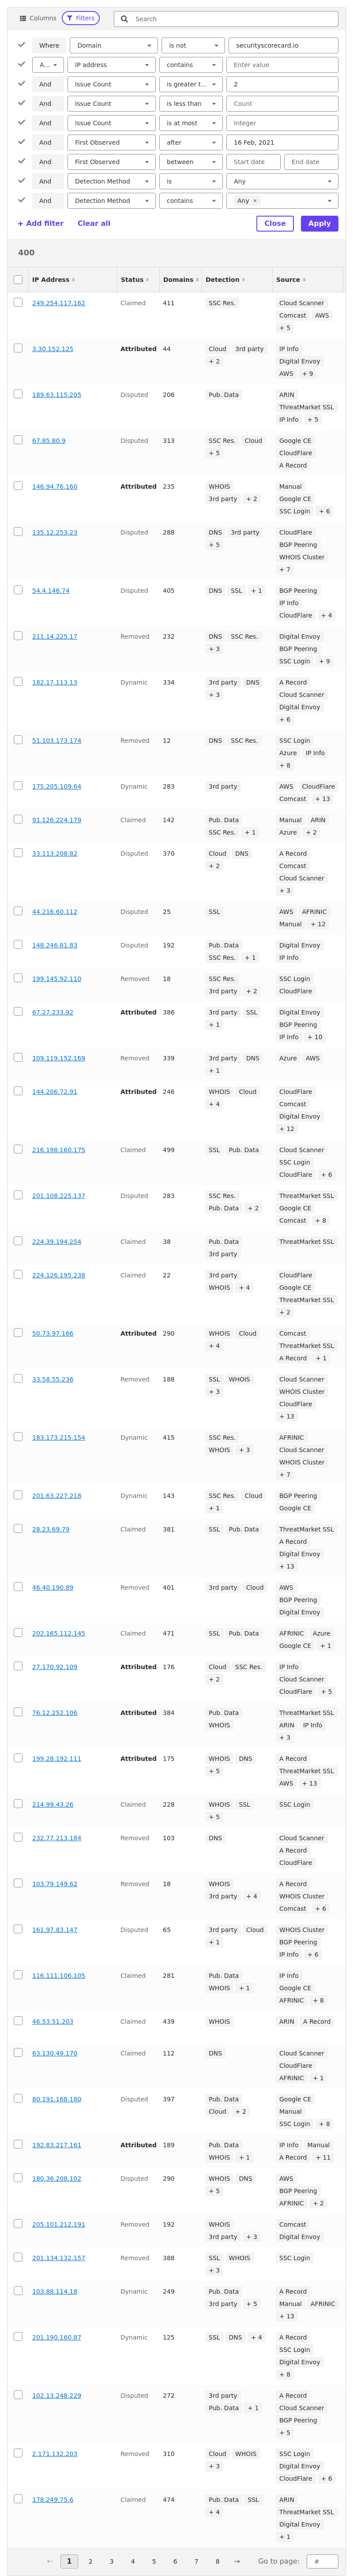 Columns Filters Search
Where Domain is not securityscorecard.io
A... IP address contains Enter value
And Issue Count is greater t... 2
And Issue Count is less than Count
And Issue Count is at most Integer
And First Observed after 16 Feb, 2021
And First Observed between Start date End date
And Detection Method is Any
And Detection Method contains Any ×
+ Add filter Clear all Close Apply
400
IP Address Status Domains Detection Source
249.254.117.162 Claimed 411 SSC Res. Cloud Scanner
Comcast AWS
+ 5
3.30.152.125 Attributed 44 Cloud 3rd party IP Info
+ 2 Digital Envoy
AWS + 9
189.63.115.205 Disputed 206 Pub. Data ARIN
ThreatMarket SSL
IP Info + 5
67.85.80.9 Disputed 313 SSC Res. Cloud Google CE
+ 5 CloudFlare
A Record
146.94.76.160 Attributed 235 WHOIS Manual
3rd party + 2 Google CE
SSC Login + 6
135.12.253.23 Disputed 288 DNS 3rd party CloudFlare
+ 5 BGP Peering
WHOIS Cluster
+ 7
54.4.146.74 Disputed 405 DNS SSL + 1 BGP Peering
IP Info
CloudFlare + 4
211.14.225.17 Removed 232 DNS SSC Res. Digital Envoy
+ 3 BGP Peering
SSC Login + 9
182.17.113.13 Dynamic 334 3rd party DNS A Record
+ 3 Cloud Scanner
Digital Envoy
+ 6
51.103.173.174 Removed 12 DNS SSC Res. SSC Login
Azure IP Info
+ 8
175.205.109.64 Dynamic 283 3rd party AWS CloudFlare
Comcast + 13
91.126.224.179 Claimed 142 Pub. Data Manual ARIN
SSC Res. + 1 Azure + 2
33.113.208.82 Disputed 370 Cloud DNS A Record
+ 2 Comcast
Cloud Scanner
+ 3
44.216.60.112 Disputed 25 SSL AWS AFRINIC
Manual + 12
148.246.81.83 Disputed 192 Pub. Data Digital Envoy
SSC Res. + 1 IP Info
199.145.92.110 Removed 18 SSC Res. SSC Login
3rd party + 2 CloudFlare
67.27.233.92 Attributed 386 3rd party SSL Digital Envoy
+ 1 BGP Peering
IP Info + 10
109.119.152.169 Removed 339 3rd party DNS Azure AWS
+ 1
144.206.72.91 Attributed 246 WHOIS Cloud CloudFlare
+ 4 Comcast
Digital Envoy
+ 12
216.198.160.175 Claimed 499 SSL Pub. Data Cloud Scanner
SSC Login
CloudFlare + 6
201.108.225.137 Disputed 283 SSC Res. ThreatMarket SSL
Pub. Data + 2 Google CE
Comcast + 8
224.39.194.254 Claimed 38 Pub. Data ThreatMarket SSL
3rd party
224.126.195.238 Claimed 22 3rd party CloudFlare
WHOIS + 4 Google CE
ThreatMarket SSL
+ 2
50.73.97.166 Attributed 290 WHOIS Cloud Comcast
+ 4 ThreatMarket SSL
A Record + 1
33.58.55.236 Removed 188 SSL WHOIS Cloud Scanner
+ 3 WHOIS Cluster
CloudFlare
+ 13
183.173.215.154 Dynamic 415 SSC Res. AFRINIC
WHOIS + 3 Cloud Scanner
WHOIS Cluster
+ 7
201.63.227.218 Dynamic 143 SSC Res. Cloud BGP Peering
+ 1 Google CE
28.23.69.79 Claimed 381 SSL Pub. Data ThreatMarket SSL
A Record
Digital Envoy
+ 13
46.40.190.89 Removed 401 3rd party Cloud AWS
BGP Peering
Digital Envoy
202.165.112.145 Claimed 471 SSL Pub. Data AFRINIC Azure
Google CE + 1
27.170.92.109 Attributed 176 Cloud SSC Res. IP Info
+ 2 Cloud Scanner
CloudFlare + 5
76.12.252.106 Attributed 384 Pub. Data ThreatMarket SSL
WHOIS ARIN IP Info
+ 3
199.28.192.111 Attributed 175 WHOIS DNS A Record
+ 5 ThreatMarket SSL
AWS + 13
214.99.43.26 Claimed 228 WHOIS SSL SSC Login
+ 5
232.77.213.184 Removed 103 DNS Cloud Scanner
A Record
CloudFlare
103.79.149.62 Removed 18 WHOIS A Record
3rd party + 4 WHOIS Cluster
Comcast + 6
161.97.83.147 Disputed 65 3rd party Cloud WHOIS Cluster
+ 1 BGP Peering
IP Info + 6
116.111.106.105 Claimed 281 Pub. Data IP Info
WHOIS + 1 Google CE
AFRINIC + 8
46.53.51.203 Claimed 439 WHOIS ARIN A Record
63.130.49.170 Claimed 112 DNS Cloud Scanner
CloudFlare
AFRINIC + 1
80.191.168.180 Disputed 397 Pub. Data Google CE
Cloud + 2 Manual
SSC Login + 8
192.83.217.161 Attributed 189 Pub. Data IP Info Manual
WHOIS + 1 A Record + 11
180.36.208.102 Disputed 290 WHOIS DNS AWS
+ 5 BGP Peering
AFRINIC + 2
205.101.212.191 Removed 192 WHOIS Comcast
3rd party + 3 Digital Envoy
201.134.132.157 Removed 388 SSL WHOIS SSC Login
+ 3
103.88.114.18 Dynamic 249 Pub. Data A Record
3rd party + 5 Manual AFRINIC
+ 13
201.190.160.87 Dynamic 125 SSL DNS + 4 A Record
SSC Login
Digital Envoy
+ 8
102.13.248.229 Disputed 272 3rd party A Record
Pub. Data + 1 Cloud Scanner
BGP Peering
+ 5
2.171.132.203 Removed 310 Cloud WHOIS SSC Login
+ 3 Digital Envoy
CloudFlare + 6
178.249.75.6 Claimed 474 Pub. Data SSL ARIN
+ 4 ThreatMarket SSL
Digital Envoy
+ 1
← 1 2 3 4 5 6 7 8 → Go to page: #